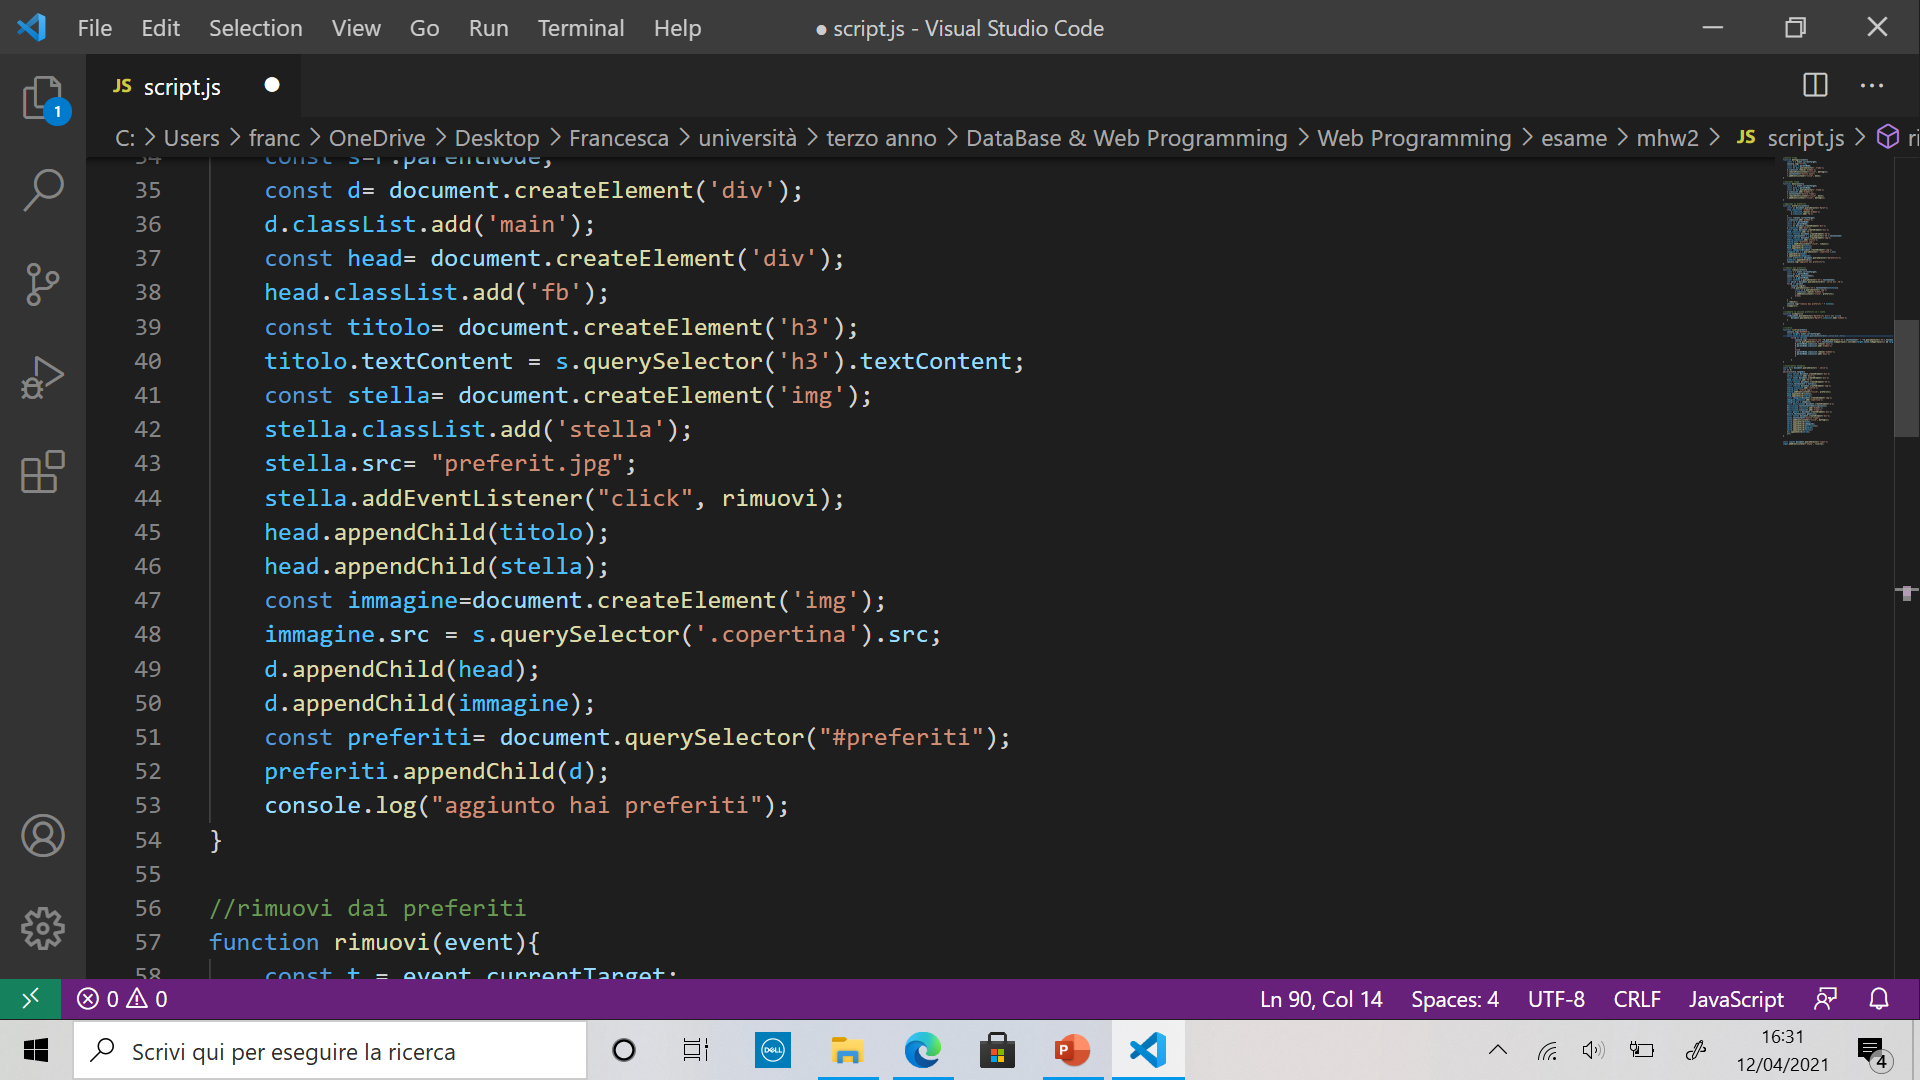 File Edit Selection View Go Run Terminal Help ● script.js - Visual Studio Code
1
JS script.js
C: > Users > franc > OneDrive > Desktop > Francesca > università > terzo anno > DataBase & Web Programming > Web Programming > esame > mhw2 > JS script.js > ri
34 const s=r.parentNode;
35 const d= document.createElement('div');
36 d.classList.add('main');
37 const head= document.createElement('div');
38 head.classList.add('fb');
39 const titolo= document.createElement('h3');
40 titolo.textContent = s.querySelector('h3').textContent;
41 const stella= document.createElement('img');
42 stella.classList.add('stella');
43 stella.src= "preferit.jpg";
44 stella.addEventListener("click", rimuovi);
45 head.appendChild(titolo);
46 head.appendChild(stella);
47 const immagine=document.createElement('img');
48 immagine.src = s.querySelector('.copertina').src;
49 d.appendChild(head);
50 d.appendChild(immagine);
51 const preferiti= document.querySelector("#preferiti");
52 preferiti.appendChild(d);
53 console.log("aggiunto hai preferiti");
54 }
55
56 //rimuovi dai preferiti
57 function rimuovi(event){
58 const t = event.currentTarget;
0 0 Ln 90, Col 14 Spaces: 4 UTF-8 CRLF JavaScript
Scrivi qui per eseguire la ricerca
DELL
P
16:31
12/04/2021
4